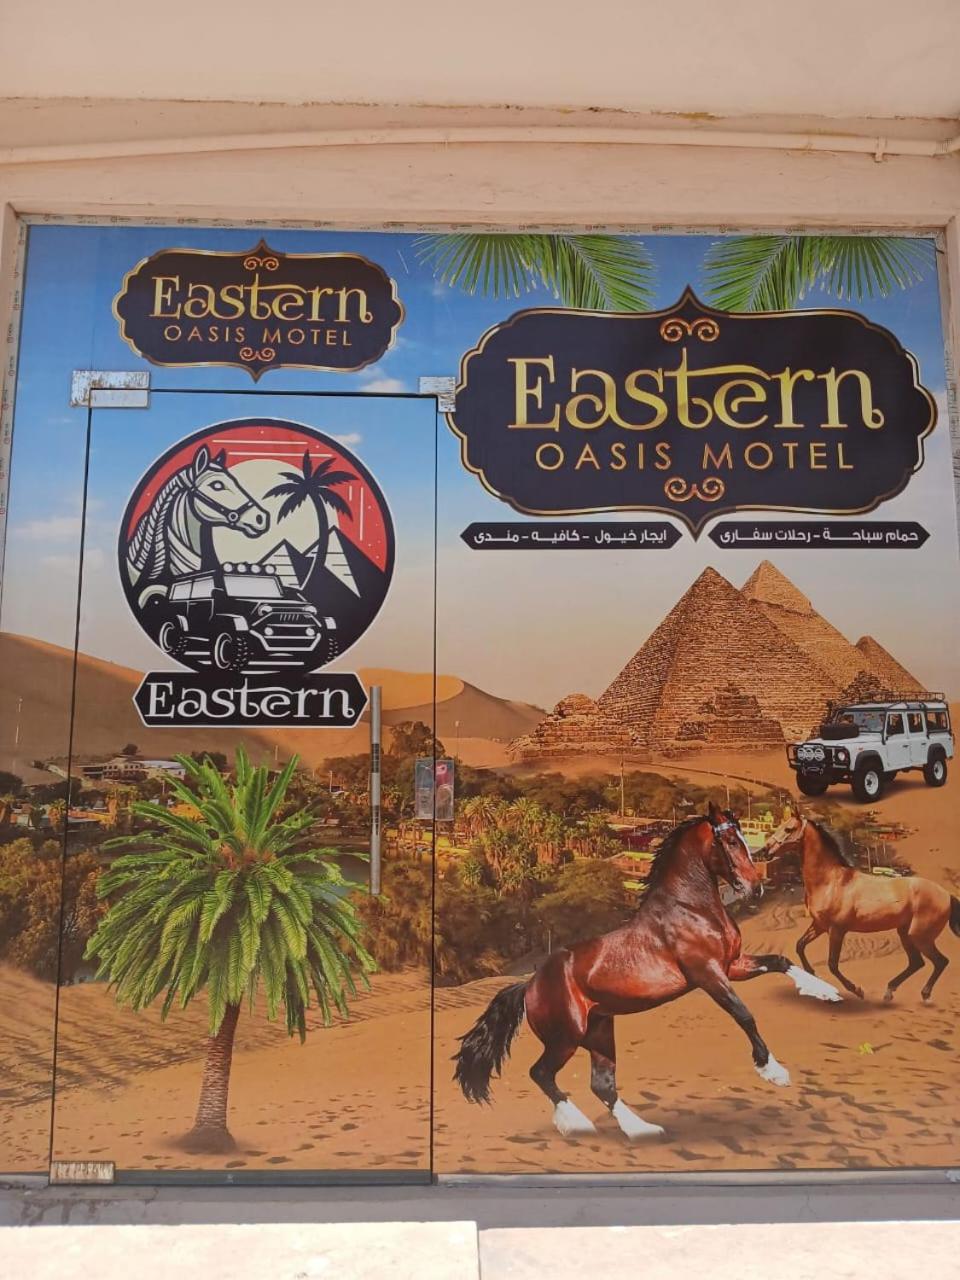 Eastern
OASIS MOTEL
Eastern
OASIS MOTEL
حمام سباحة - رحلات سفارى
ايجار خيول - كافيه - مندى
Eastern